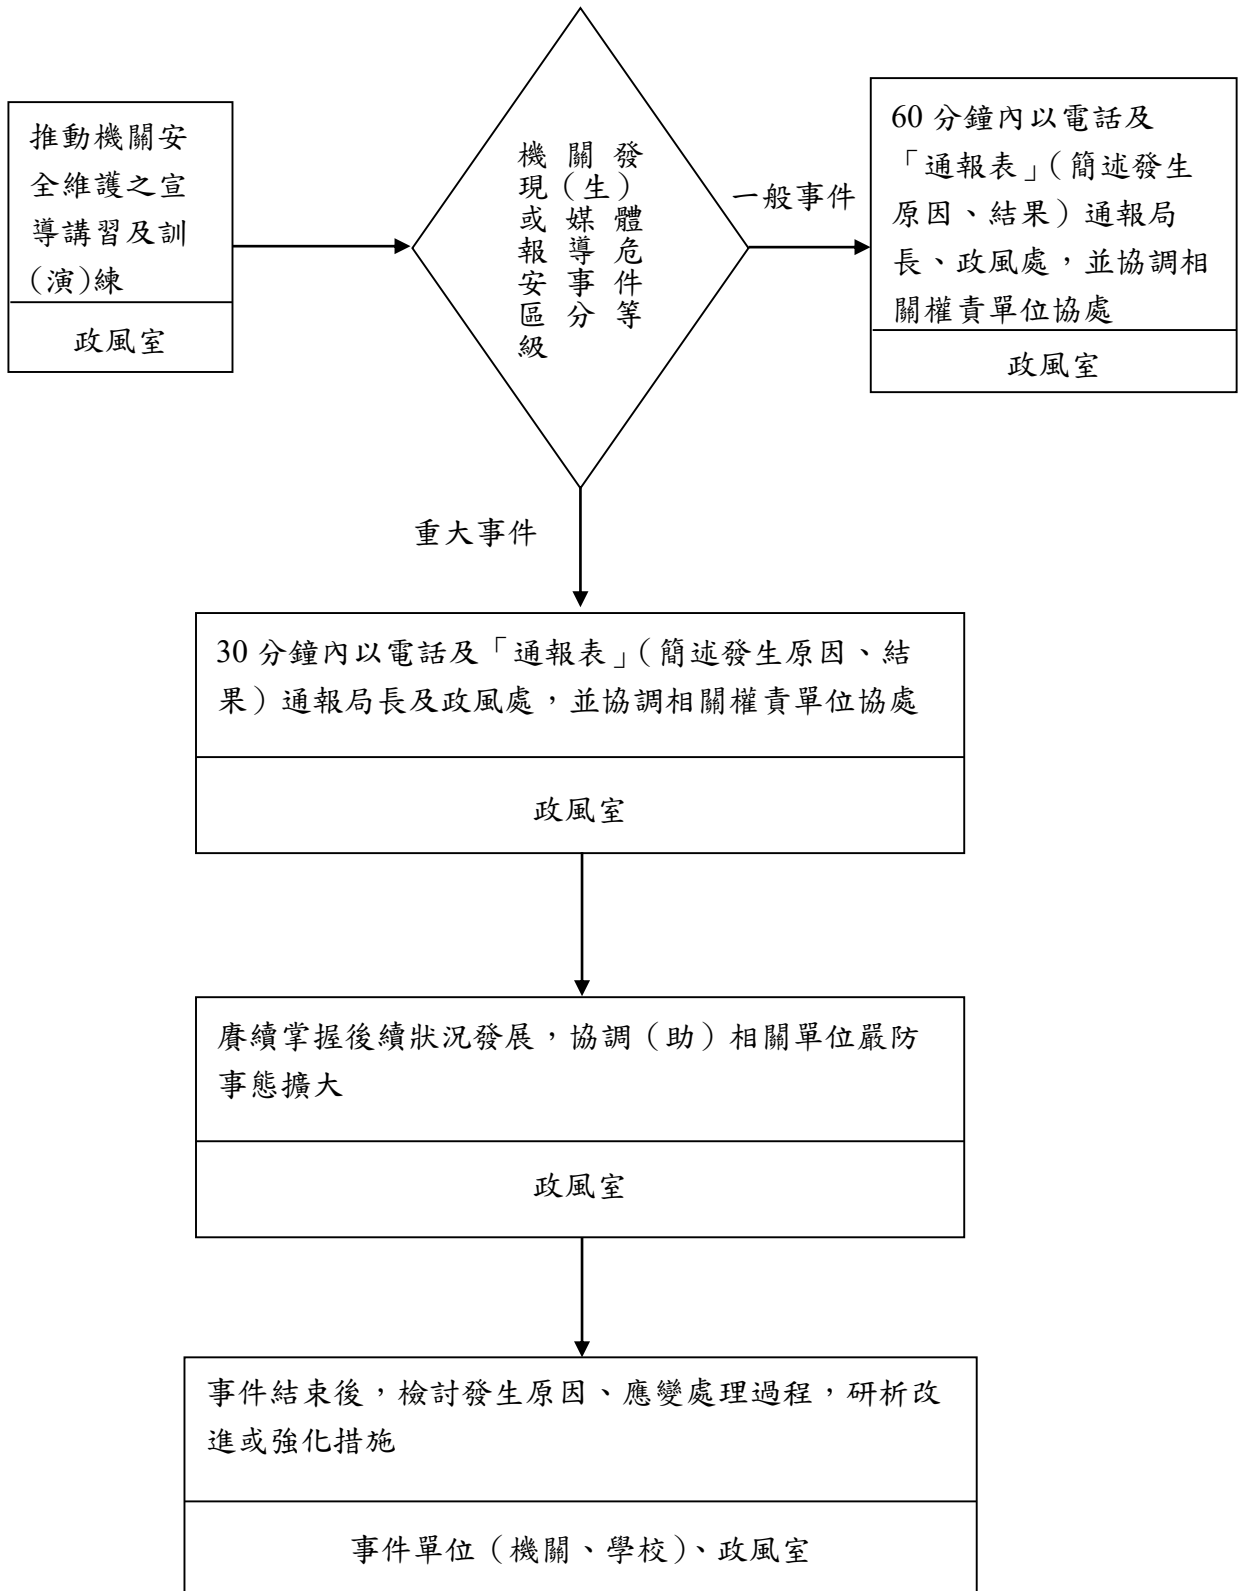 推動機關安
全維護之宣
導講習及訓
(演)練
政風室
機關發
現(生)
或媒體
報導危
安事件
區分等
級
一般事件
60 分鐘內以電話及
「通報表」(簡述發生
原因、結果)通報局
長、政風處，並協調相
關權責單位協處
政風室
重大事件
30 分鐘內以電話及「通報表」(簡述發生原因、結
果)通報局長及政風處，並協調相關權責單位協處
政風室
賡續掌握後續狀況發展，協調（助）相關單位嚴防
事態擴大
政風室
事件結束後，檢討發生原因、應變處理過程，研析改
進或強化措施
事件單位（機關、學校）、政風室